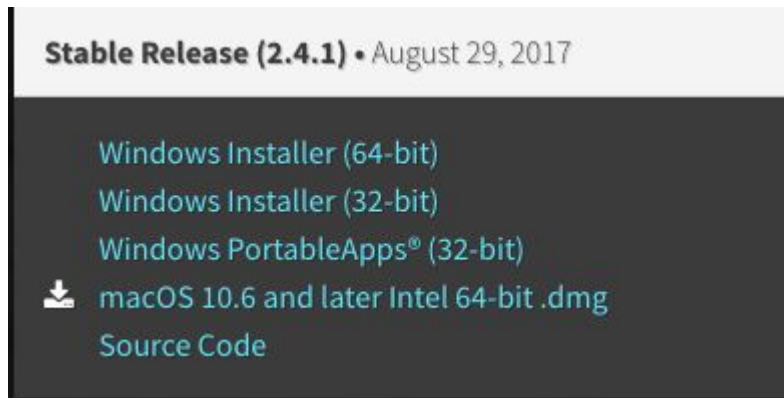 Stable Release (2.4.1) • August 29, 2017
Windows Installer (64-bit)
Windows Installer (32-bit)
Windows PortableApps® (32-bit)
macOS 10.6 and later Intel 64-bit .dmg
Source Code